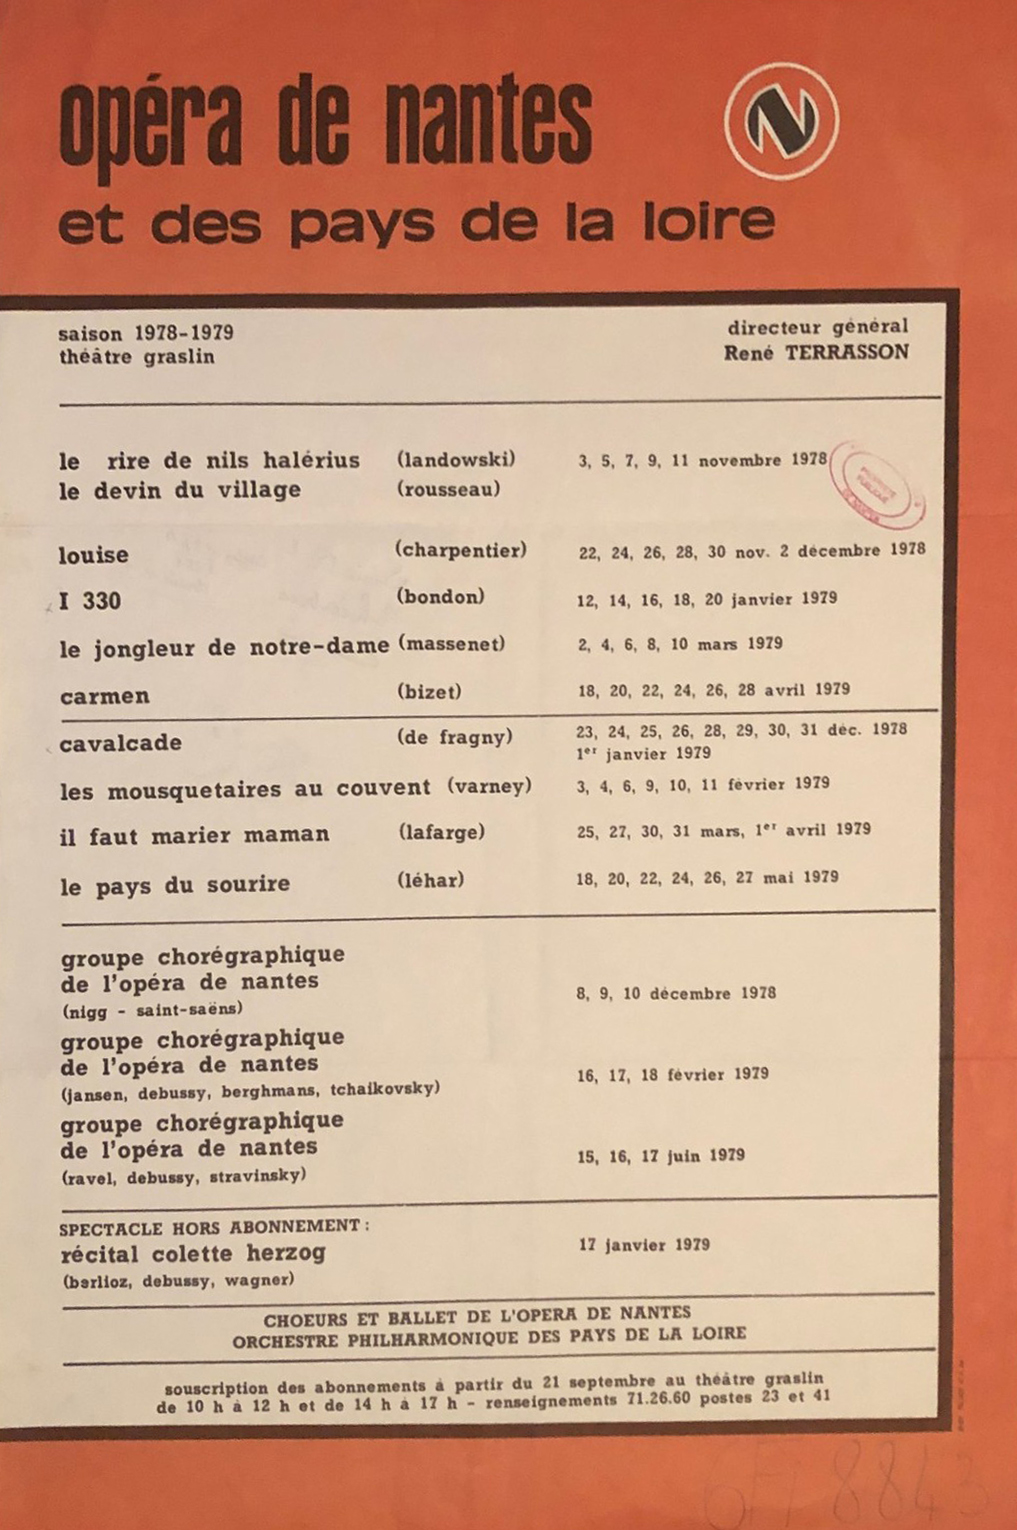 opéra de nantes
N
et des pays de la loire
saison 1978-1979
théâtre graslin
directeur général
René TERRASSON
le rire de nils halérius (landowski) 3, 5, 7, 9, 11 novembre 1978
le devin du village (rousseau)
PROPRIÉTÉ
PUBLIQUE
louise (charpentier) 22, 24, 26, 28, 30 nov. 2 décembre 1978
I 330 (bondon) 12, 14, 16, 18, 20 janvier 1979
le jongleur de notre-dame (massenet) 2, 4, 6, 8, 10 mars 1979
carmen (bizet) 18, 20, 22, 24, 26, 28 avril 1979
cavalcade (de fragny) 23, 24, 25, 26, 28, 29, 30, 31 déc. 1978
1er janvier 1979
les mousquetaires au couvent (varney) 3, 4, 6, 9, 10, 11 février 1979
il faut marier maman (lafarge) 25, 27, 30, 31 mars, 1er avril 1979
le pays du sourire (léhar) 18, 20, 22, 24, 26, 27 mai 1979
groupe chorégraphique
de l'opéra de nantes
(nigg - saint-saëns)
8, 9, 10 décembre 1978
groupe chorégraphique
de l'opéra de nantes
(jansen, debussy, berghmans, tchaikovsky)
16, 17, 18 février 1979
groupe chorégraphique
de l'opéra de nantes
(ravel, debussy, stravinsky)
15, 16, 17 juin 1979
SPECTACLE HORS ABONNEMENT :
récital colette herzog
(berlioz, debussy, wagner)
17 janvier 1979
CHOEURS ET BALLET DE L'OPERA DE NANTES
ORCHESTRE PHILHARMONIQUE DES PAYS DE LA LOIRE
souscription des abonnements à partir du 21 septembre au théâtre graslin
de 10 h à 12 h et de 14 h à 17 h - renseignements 71.26.60 postes 23 et 41
6FI 8843